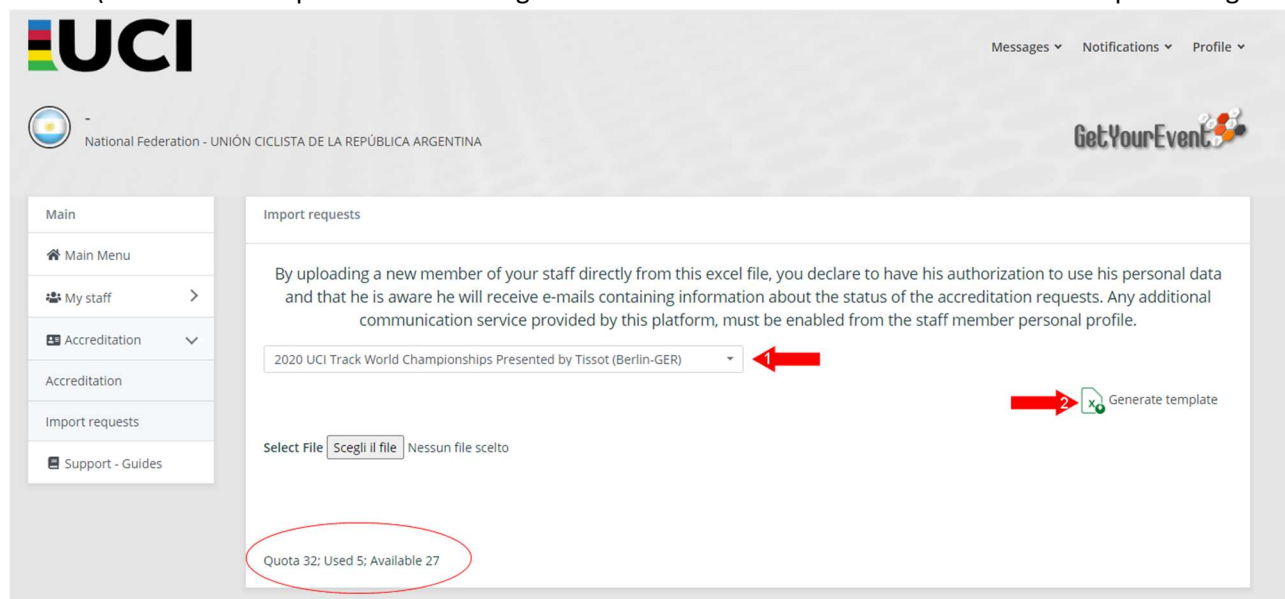 UCI
Messages Notifications Profile
-
National Federation - UNIÓN CICLISTA DE LA REPÚBLICA ARGENTINA
GetYourEvent
Main
Main Menu
My staff
Accreditation
Accreditation
Import requests
Support - Guides
Import requests
By uploading a new member of your staff directly from this excel file, you declare to have his authorization to use his personal data
and that he is aware he will receive e-mails containing information about the status of the accreditation requests. Any additional
communication service provided by this platform, must be enabled from the staff member personal profile.
2020 UCI Track World Championships Presented by Tissot (Berlin-GER)
1
2 Generate template
Select File Scegli il file Nessun file scelto
Quota 32; Used 5; Available 27